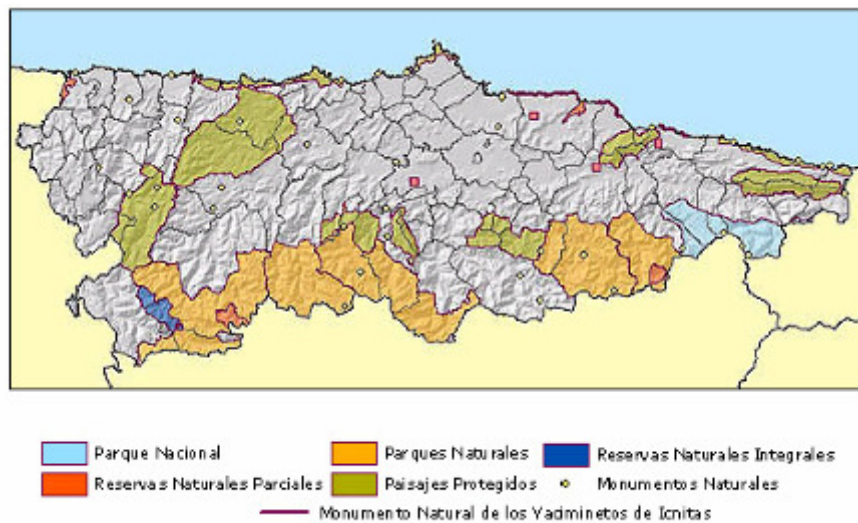 Parque Nacional
Parques Naturales
Reservas Naturales Integrales
Reservas Naturales Parciales
Paisajes Protegidos
Monumentos Naturales
Monumento Natural de los Yaciminetos de Icnitas